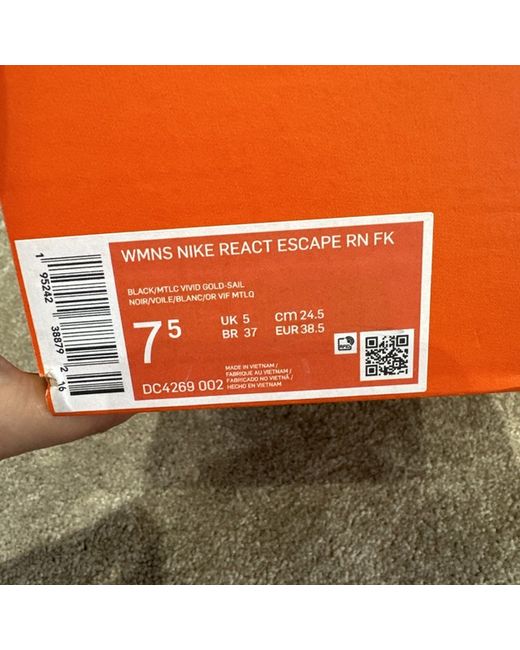 WMNS NIKE REACT ESCAPE RN FK
BLACK/MTLC VIVID GOLD-SAIL
NOIR/VOILE/BLANC/OR VIF MTLQ
7 5
UK 5
BR 37
cm 24.5
EUR 38.5
DC4269 002
MADE IN VIETNAM /
FABRIQUE AU VIETNAM /
FABRICADO NO VIETNÃ /
HECHO EN VIETNAM
1 95242 38879 2 16